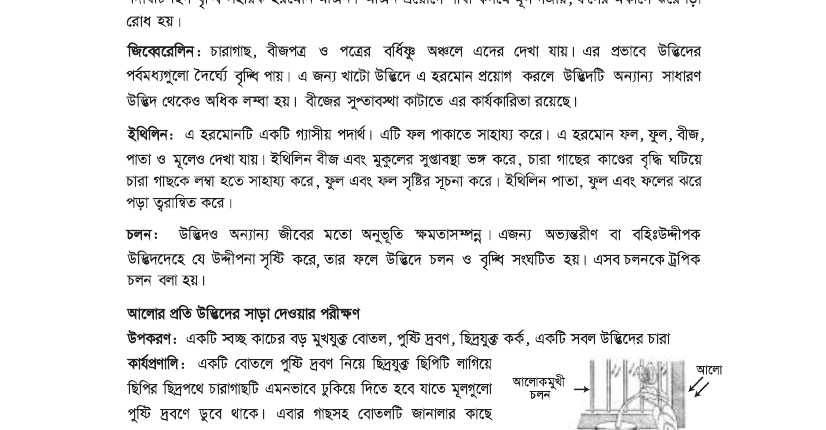 রোধ হয়।
জিব্বেরেলিন: চারাগাছ, বীজপত্র ও পত্রের বর্ধিষ্ণু অঞ্চলে এদের দেখা যায়। এর প্রভাবে উদ্ভিদের
পর্বমধ্যগুলো দৈর্ঘ্যে বৃদ্ধি পায়। এ জন্য খাটো উদ্ভিদে এ হরমোন প্রয়োগ করলে উদ্ভিদটি অন্যান্য সাধারণ
উদ্ভিদ থেকেও অধিক লম্বা হয়। বীজের সুপ্তাবস্থা কাটাতে এর কার্যকারিতা রয়েছে।
ইথিলিন: এ হরমোনটি একটি গ্যাসীয় পদার্থ। এটি ফল পাকাতে সাহায্য করে। এ হরমোন ফল, ফুল, বীজ,
পাতা ও মূলেও দেখা যায়। ইথিলিন বীজ এবং মুকুলের সুপ্তাবস্থা ভঙ্গ করে, চারা গাছের কাণ্ডের বৃদ্ধি ঘটিয়ে
চারা গাছকে লম্বা হতে সাহায্য করে, ফুল এবং ফল সৃষ্টির সূচনা করে। ইথিলিন পাতা, ফুল এবং ফলের ঝরে
পড়া ত্বরান্বিত করে।
চলন: উদ্ভিদও অন্যান্য জীবের মতো অনুভূতি ক্ষমতাসম্পন্ন। এজন্য অভ্যন্তরীণ বা বহিঃউদ্দীপক
উদ্ভিদদেহে যে উদ্দীপনা সৃষ্টি করে, তার ফলে উদ্ভিদে চলন ও বৃদ্ধি সংঘটিত হয়। এসব চলনকে ট্রপিক
চলন বলা হয়।
আলোর প্রতি উদ্ভিদের সাড়া দেওয়ার পরীক্ষণ
উপকরণ: একটি স্বচ্ছ কাচের বড় মুখযুক্ত বোতল, পুষ্টি দ্রবণ, ছিদ্রযুক্ত কর্ক, একটি সবল উদ্ভিদের চারা
কার্যপ্রণালি: একটি বোতলে পুষ্টি দ্রবণ নিয়ে ছিদ্রযুক্ত ছিপিটি লাগিয়ে
ছিপির ছিদ্রপথে চারাগাছটি এমনভাবে ঢুকিয়ে দিতে হবে যাতে মূলগুলো
পুষ্টি দ্রবণে ডুবে থাকে। এবার গাছসহ বোতলটি জানালার কাছে
আলোকমুখী
চলন
আলো